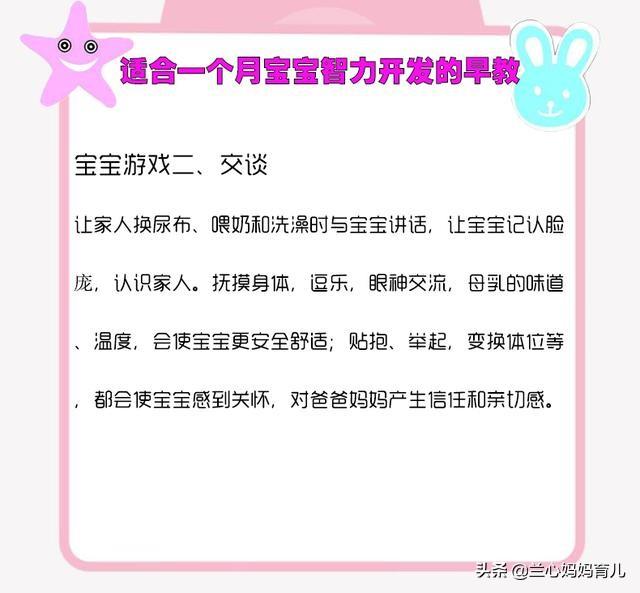 适合一个月宝宝智力开发的早教
宝宝游戏二、交谈
让家人换尿布、喂奶和洗澡时与宝宝讲话，让宝宝记认脸
庞，认识家人。抚摸身体，逗乐，眼神交流，母乳的味道
、温度，会使宝宝更安全舒适；贴抱、举起，变换体位等
，都会使宝宝感到关怀，对爸爸妈妈产生信任和亲切感。
头条 @兰心妈妈育儿